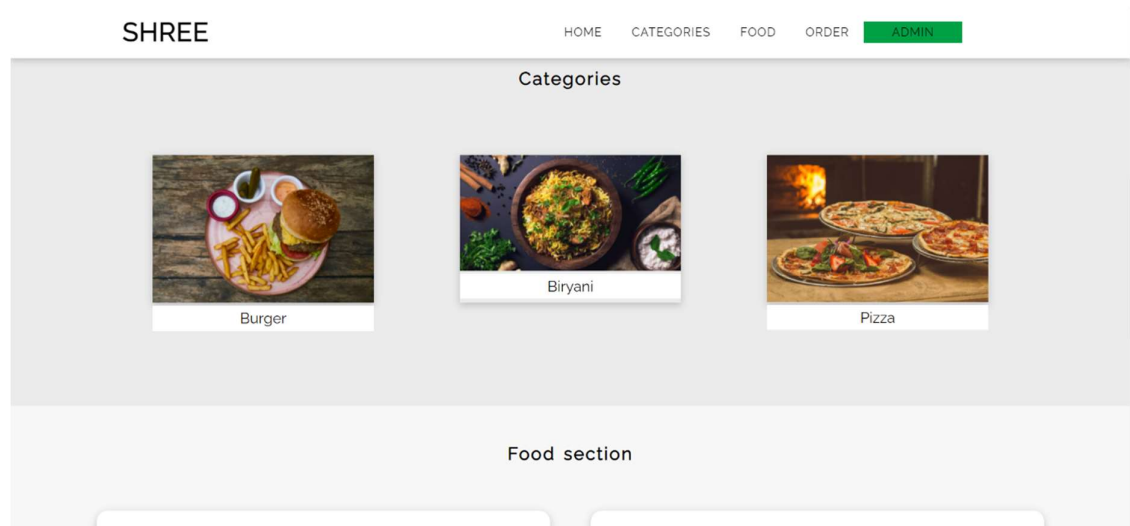 SHREE
HOME CATEGORIES FOOD ORDER ADMIN
Categories
Burger
Biryani
Pizza
Food section